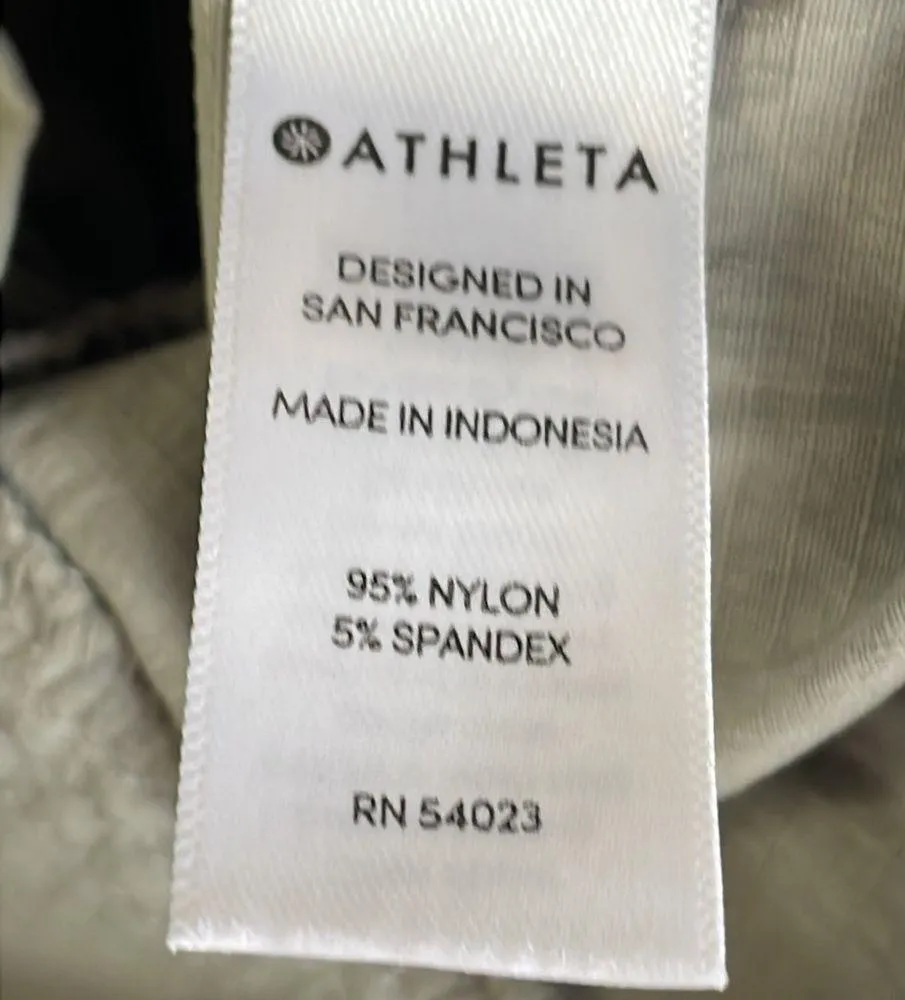 ATHLETA
DESIGNED IN
SAN FRANCISCO
MADE IN INDONESIA
95% NYLON
5% SPANDEX
RN 54023